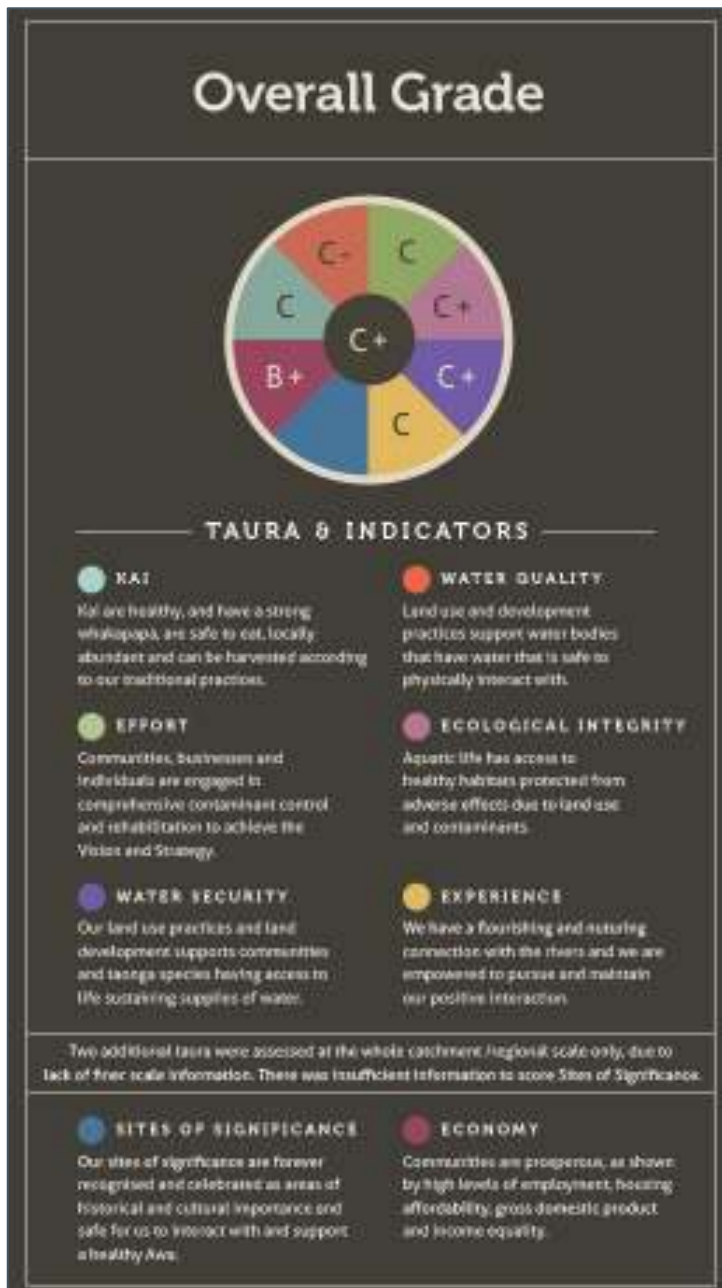 Overall Grade
C-
C
C
C+
C+
B+
C+
C
TAURA & INDICATORS
KAI
Kai are healthy, and have a strong
whakapapa, are safe to eat, locally
abundant and can be harvested according
to our traditional practices.
WATER QUALITY
Land use and development
practices support water bodies
that have water that is safe to
physically interact with.
EFFORT
Communities, businesses and
individuals are engaged in
comprehensive contaminant control
and rehabilitation to achieve the
Vision and Strategy.
ECOLOGICAL INTEGRITY
Aquatic life has access to
healthy habitats protected from
adverse effects due to land use
and contaminants.
WATER SECURITY
Our land use practices and land
development supports communities
and taonga species having access to
life sustaining supplies of water.
EXPERIENCE
We have a flourishing and nuturing
connection with the rivers and we are
empowered to pursue and maintain
our positive interaction.
Two additional taura were assessed at the whole catchment /regional scale only, due to
lack of finer scale information. There was insufficient information to score Sites of Significance.
SITES OF SIGNIFICANCE
Our sites of significance are forever
recognised and celebrated as areas of
historical and cultural importance and
safe for us to interact with and support
a healthy Awa.
ECONOMY
Communities are prosperous, as shown
by high levels of employment, housing
affordability, gross domestic product
and income equality.